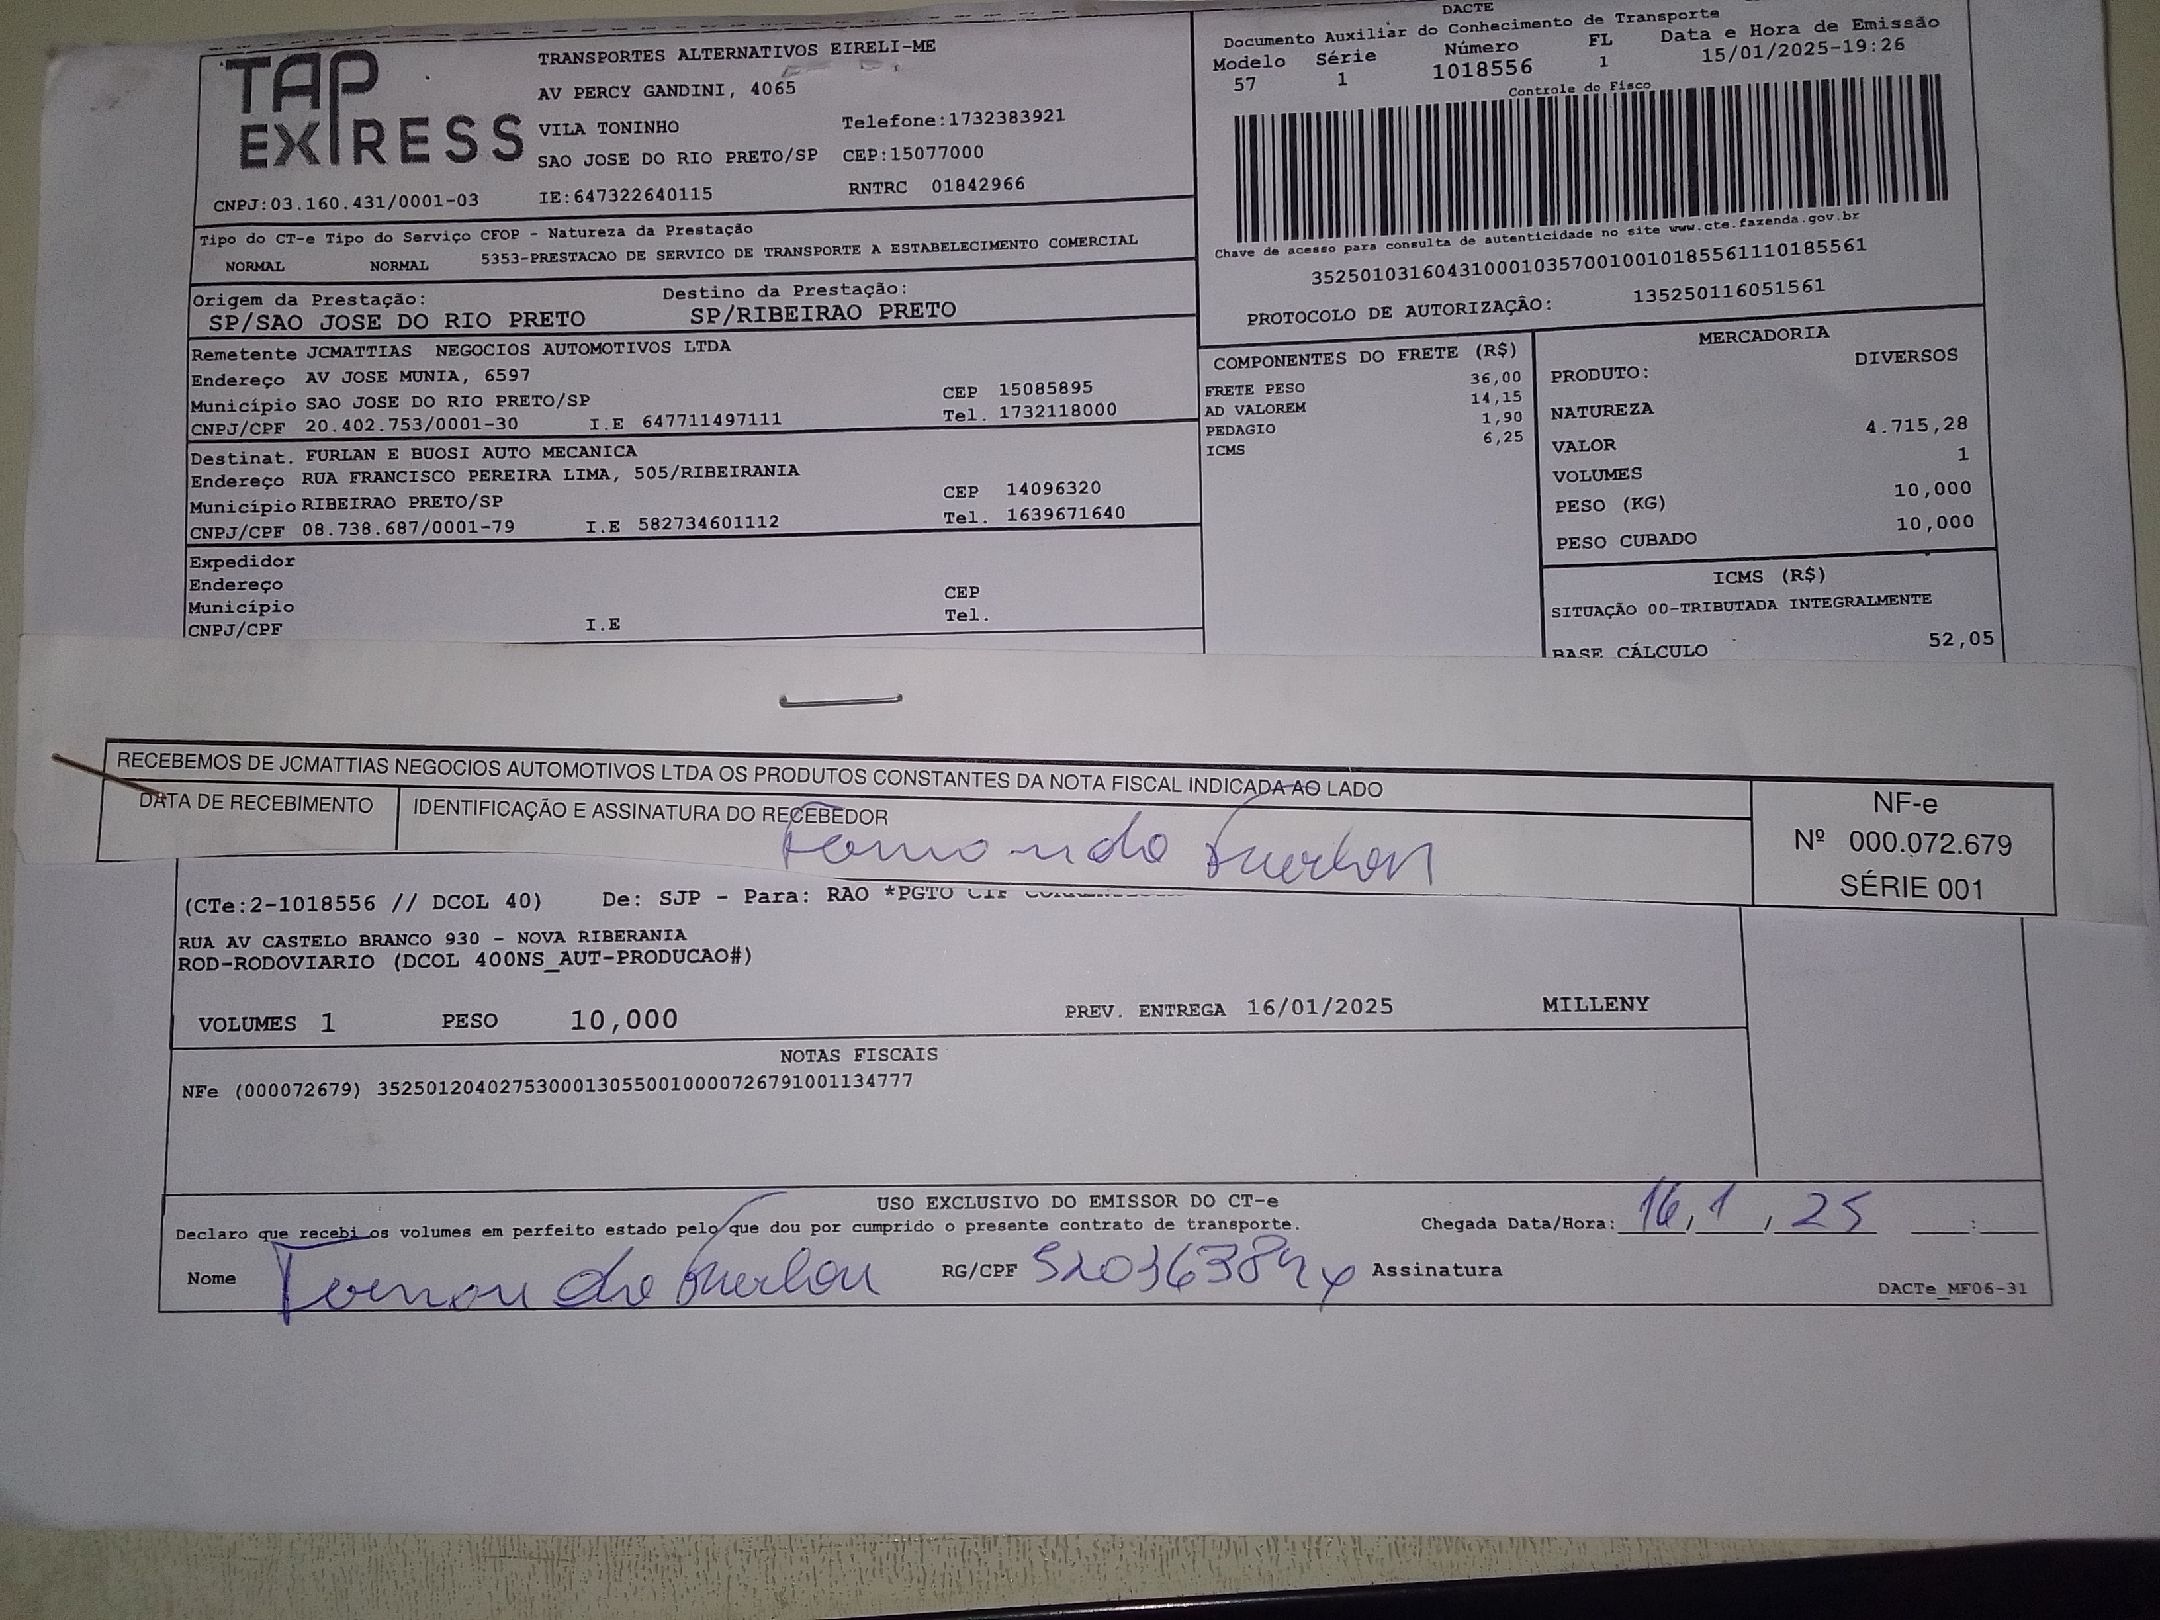 TAP EXPRESS
TRANSPORTES ALTERNATIVOS EIRELI-ME
AV PERCY GANDINI, 4065
VILA TONINHO Telefone:1732383921
SAO JOSE DO RIO PRETO/SP CEP:15077000
CNPJ:03.160.431/0001-03 IE:647322640115 RNTRC 01842966
DACTE
Documento Auxiliar do Conhecimento de Transporte
Modelo Série Número FL Data e Hora de Emissão
57 1 1018556 1 15/01/2025-19:26
Controle do Fisco
Chave de acesso para consulta de autenticidade no site www.cte.fazenda.gov.br
35250103160431000103570010010185561110185561
PROTOCOLO DE AUTORIZAÇÃO: 135250116051561
Tipo do CT-e Tipo do Serviço CFOP - Natureza da Prestação
NORMAL NORMAL 5353-PRESTACAO DE SERVICO DE TRANSPORTE A ESTABELECIMENTO COMERCIAL
Origem da Prestação: Destino da Prestação:
SP/SAO JOSE DO RIO PRETO SP/RIBEIRAO PRETO
Remetente JCMATTIAS NEGOCIOS AUTOMOTIVOS LTDA
Endereço AV JOSE MUNIA, 6597
Município SAO JOSE DO RIO PRETO/SP CEP 15085895
CNPJ/CPF 20.402.753/0001-30 I.E 647711497111 Tel. 1732118000
Destinat. FURLAN E BUOSI AUTO MECANICA
Endereço RUA FRANCISCO PEREIRA LIMA, 505/RIBEIRANIA
Município RIBEIRAO PRETO/SP CEP 14096320
CNPJ/CPF 08.738.687/0001-79 I.E 582734601112 Tel. 1639671640
Expedidor
Endereço
Município CEP
CNPJ/CPF I.E Tel.
COMPONENTES DO FRETE (R$)
FRETE PESO 36,00
AD VALOREM 14,15
PEDAGIO 1,90
ICMS 6,25
MERCADORIA
PRODUTO: DIVERSOS
NATUREZA
VALOR 4.715,28
VOLUMES 1
PESO (KG) 10,000
PESO CUBADO 10,000
ICMS (R$)
SITUAÇÃO 00-TRIBUTADA INTEGRALMENTE
BASE CÁLCULO 52,05
RECEBEMOS DE JCMATTIAS NEGOCIOS AUTOMOTIVOS LTDA OS PRODUTOS CONSTANTES DA NOTA FISCAL INDICADA AO LADO
DATA DE RECEBIMENTO IDENTIFICAÇÃO E ASSINATURA DO RECEBEDOR
NF-e
Nº 000.072.679
SÉRIE 001
(CTe:2-1018556 // DCOL 40) De: SJP - Para: RAO *PGTO CIF
RUA AV CASTELO BRANCO 930 - NOVA RIBERANIA
ROD-RODOVIARIO (DCOL 400NS_AUT-PRODUCAO#)
VOLUMES 1 PESO 10,000 PREV. ENTREGA 16/01/2025 MILLENY
NOTAS FISCAIS
NFe (000072679) 35250120402753000130550010000726791001134777
USO EXCLUSIVO DO EMISSOR DO CT-e
Declaro que recebi os volumes em perfeito estado pelo que dou por cumprido o presente contrato de transporte. Chegada Data/Hora: 16, 1, 25 :
Nome RG/CPF Assinatura
DACTe_MF06-31